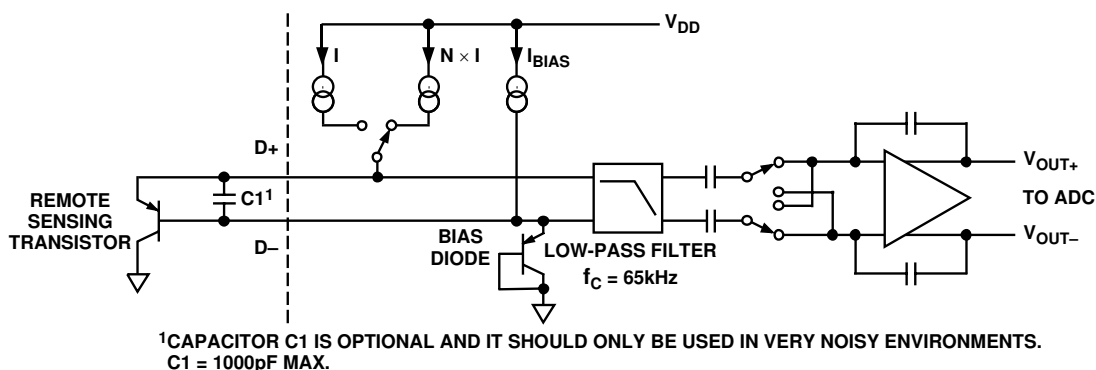 V_DD
I
N × I
I_BIAS
D+
C1¹
REMOTE
SENSING
TRANSISTOR
D–
BIAS
DIODE
LOW-PASS FILTER
f_C = 65kHz
V_OUT+
TO ADC
V_OUT–
¹CAPACITOR C1 IS OPTIONAL AND IT SHOULD ONLY BE USED IN VERY NOISY ENVIRONMENTS.
C1 = 1000pF MAX.